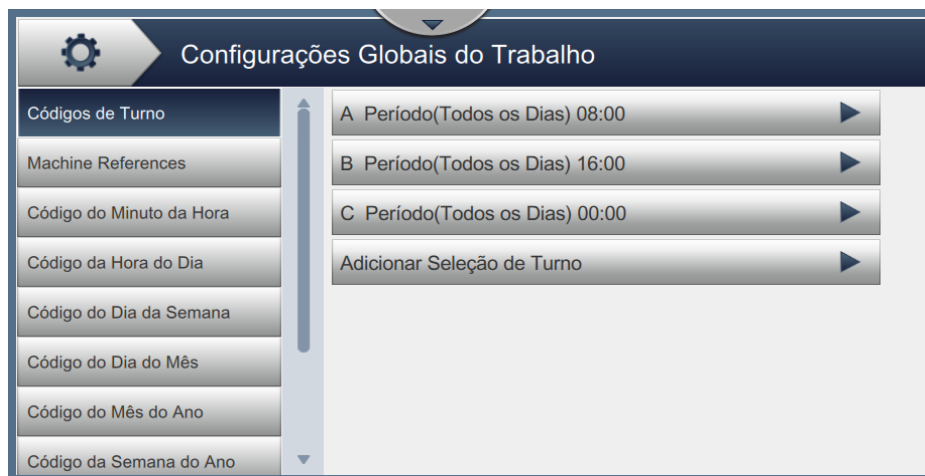 Configurações Globais do Trabalho
Códigos de Turno
Machine References
Código do Minuto da Hora
Código da Hora do Dia
Código do Dia da Semana
Código do Dia do Mês
Código do Mês do Ano
Código da Semana do Ano
A Período(Todos os Dias) 08:00
B Período(Todos os Dias) 16:00
C Período(Todos os Dias) 00:00
Adicionar Seleção de Turno